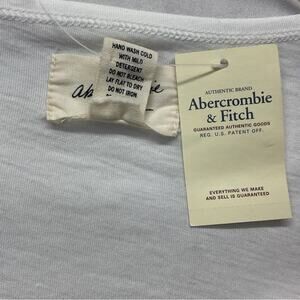 HAND WASH COLD
WITH MILD
DETERGENT
DO NOT BLEACH
LAY FLAT TO DRY
DO NOT IRON
AUTHENTIC BRAND
Abercrombie
& Fitch
GUARANTEED AUTHENTIC GOODS
REG. U.S. PATENT OFF.
EVERYTHING WE MAKE
AND SELL IS GUARANTEED